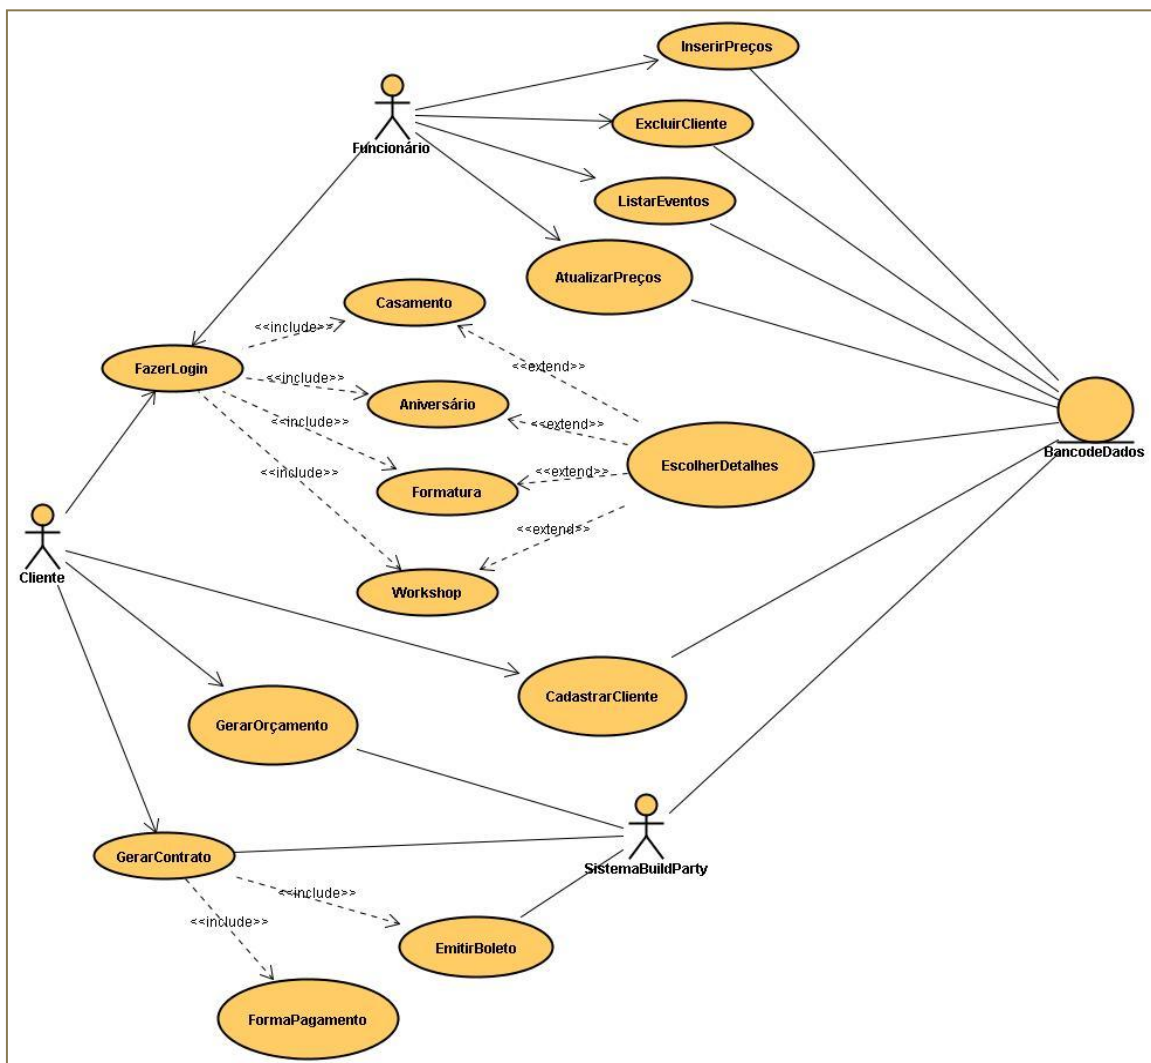 InserirPreços
ExcluirCliente
Funcionário
ListarEventos
AtualizarPreços
Casamento
<<include>>
FazerLogin
<<extend>>
<<include>>
Aniversário
<<include>>
<<extend>>
BancodeDados
EscolherDetalhes
<<include>>
<<extend>>
Formatura
<<extend>>
Cliente
Workshop
CadastrarCliente
GerarOrçamento
GerarContrato
SistemaBuildParty
<<include>>
<<include>>
EmitirBoleto
FormaPagamento